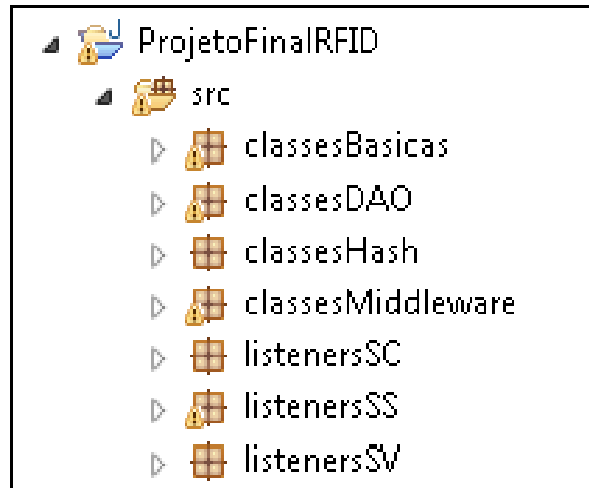 ProjetoFinalRFID
src
classesBasicas
classesDAO
classesHash
classesMiddleware
listenersSC
listenersSS
listenersSV